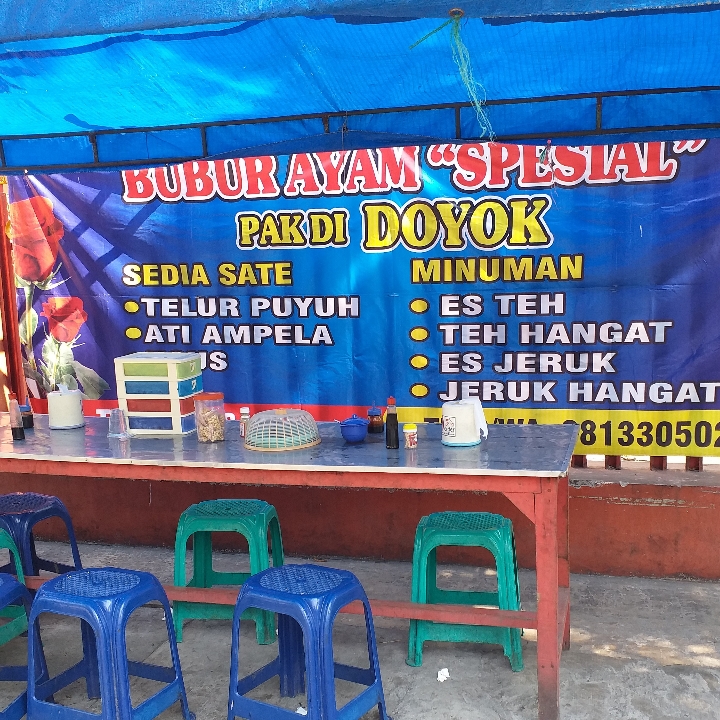 BUBUR AYAM "SPESIAL"
PAK DI DOYOK
SEDIA SATE
• TELUR PUYUH
• ATI AMPELA
MINUMAN
• ES TEH
• TEH HANGAT
• ES JERUK
• JERUK HANGAT